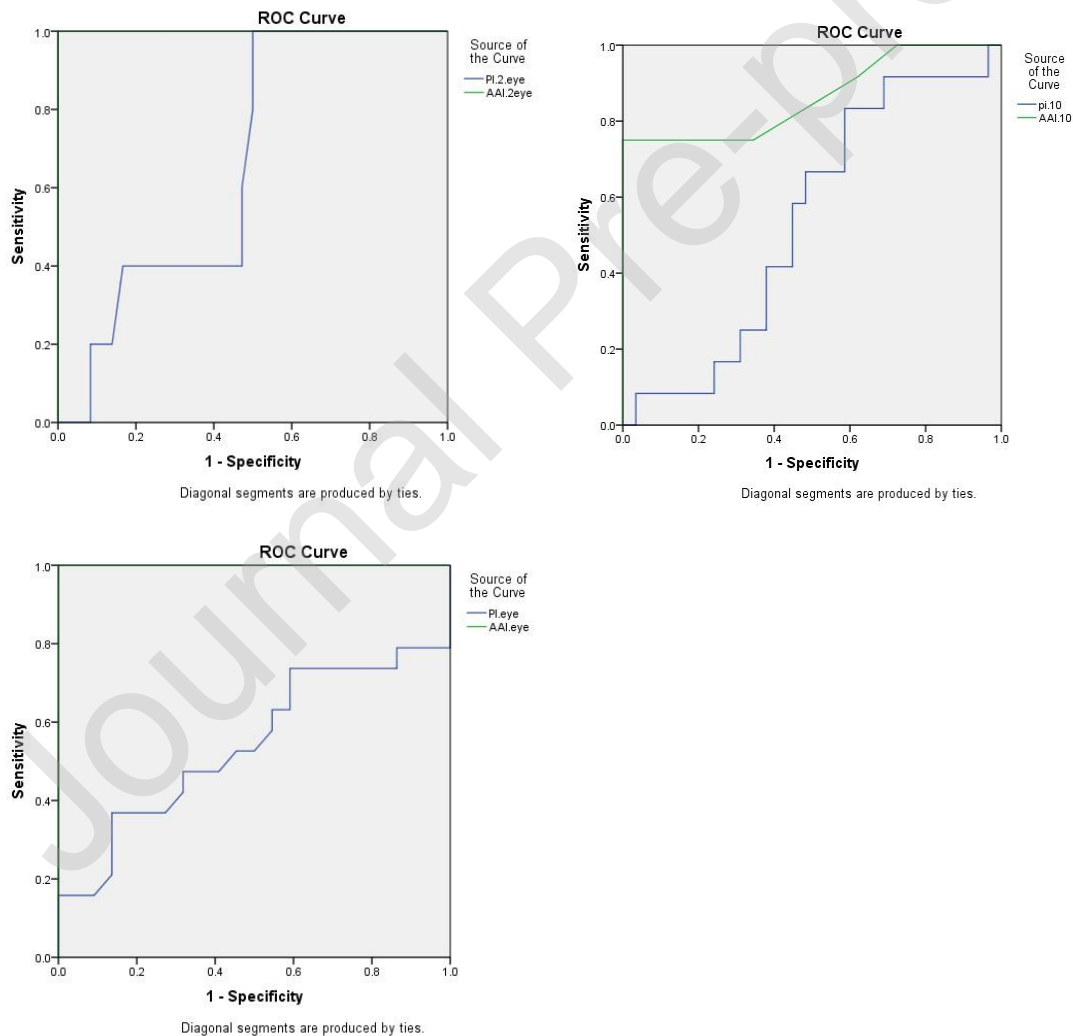 ROC Curve
Source of
the Curve
PI.2.eye
AAI.2eye
1.0
0.8
0.6
0.4
0.2
0.0
Sensitivity
0.0 0.2 0.4 0.6 0.8 1.0
1 - Specificity
Diagonal segments are produced by ties.
ROC Curve
Source
of the
Curve
pi.10
AAI.10
1.0
0.8
0.6
0.4
0.2
0.0
Sensitivity
0.0 0.2 0.4 0.6 0.8 1.0
1 - Specificity
Diagonal segments are produced by ties.
ROC Curve
Source of
the Curve
PI.eye
AAI.eye
1.0
0.8
0.6
0.4
0.2
0.0
Sensitivity
0.0 0.2 0.4 0.6 0.8 1.0
1 - Specificity
Diagonal segments are produced by ties.
Journal Pre-pro